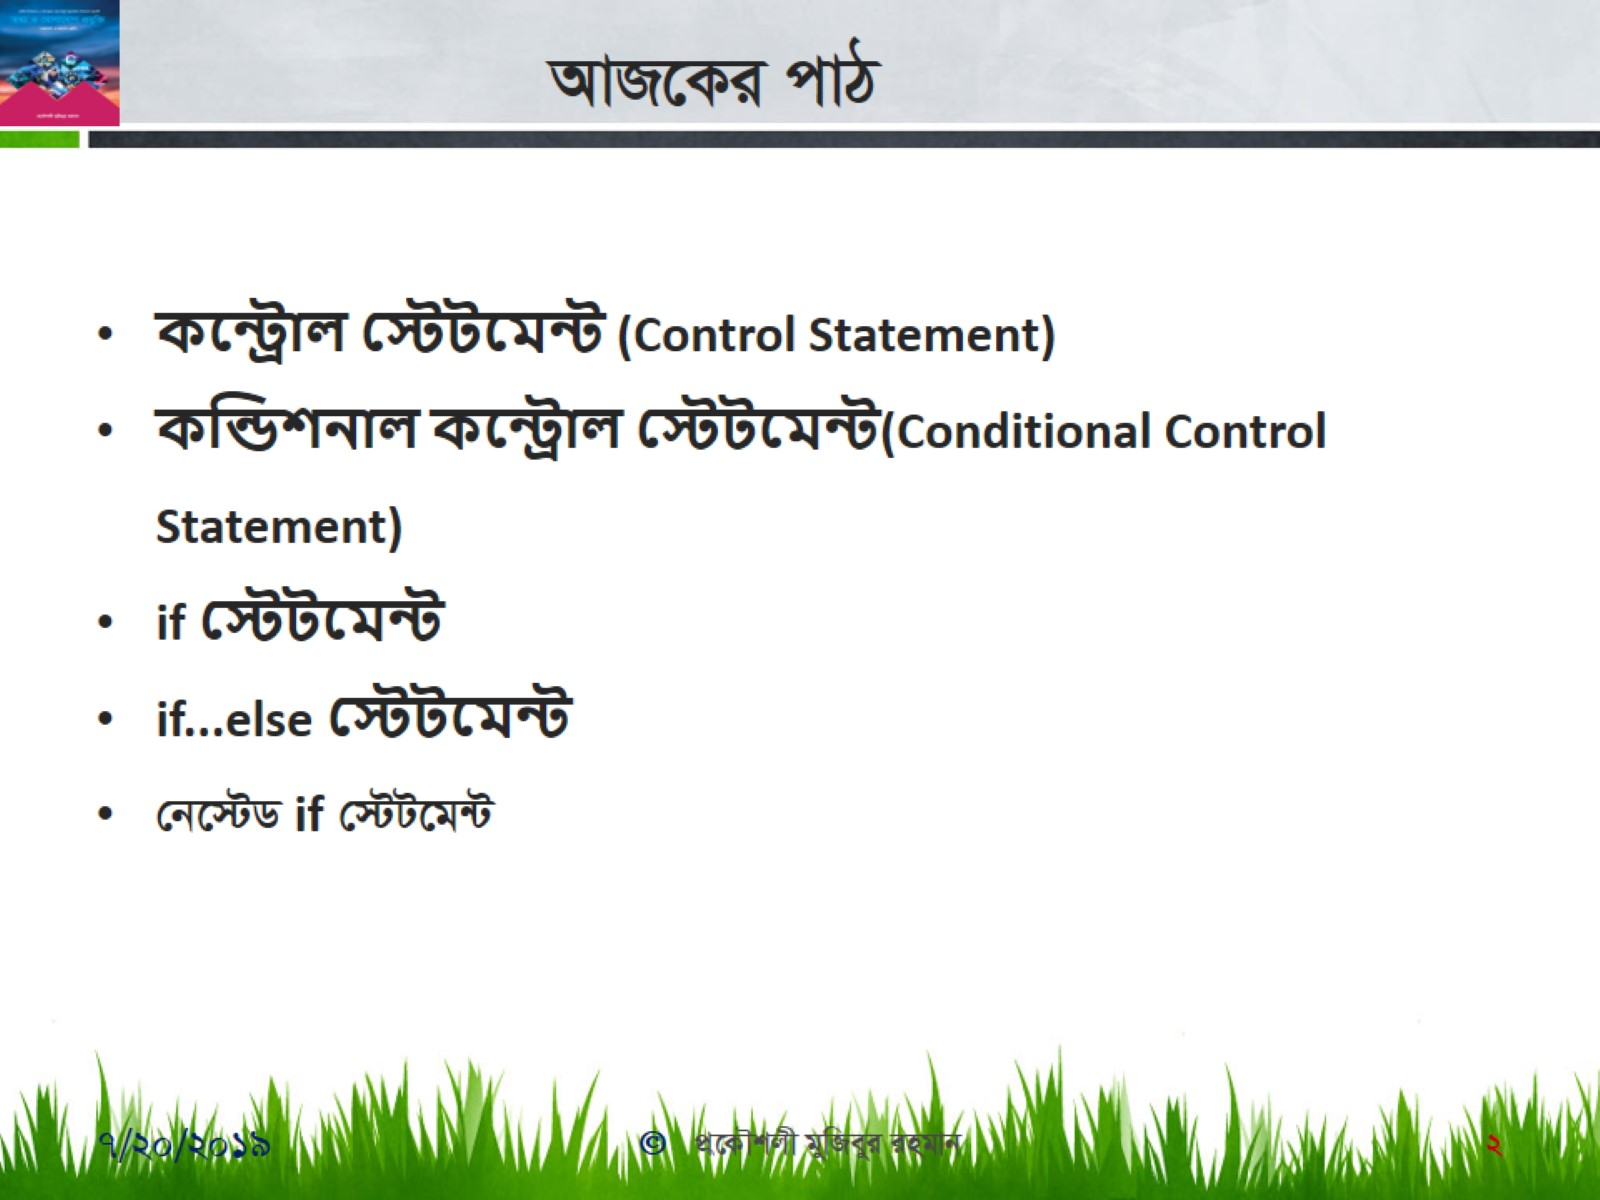 আজকের পাঠ
• কন্ট্রোল স্টেটমেন্ট (Control Statement)
• কন্ডিশনাল কন্ট্রোল স্টেটমেন্ট(Conditional Control
Statement)
• if স্টেটমেন্ট
• if...else স্টেটমেন্ট
• নেস্টেড if স্টেটমেন্ট
৭/২০/২০১৯ © প্রকৌশলী মুজিবুর রহমান ২